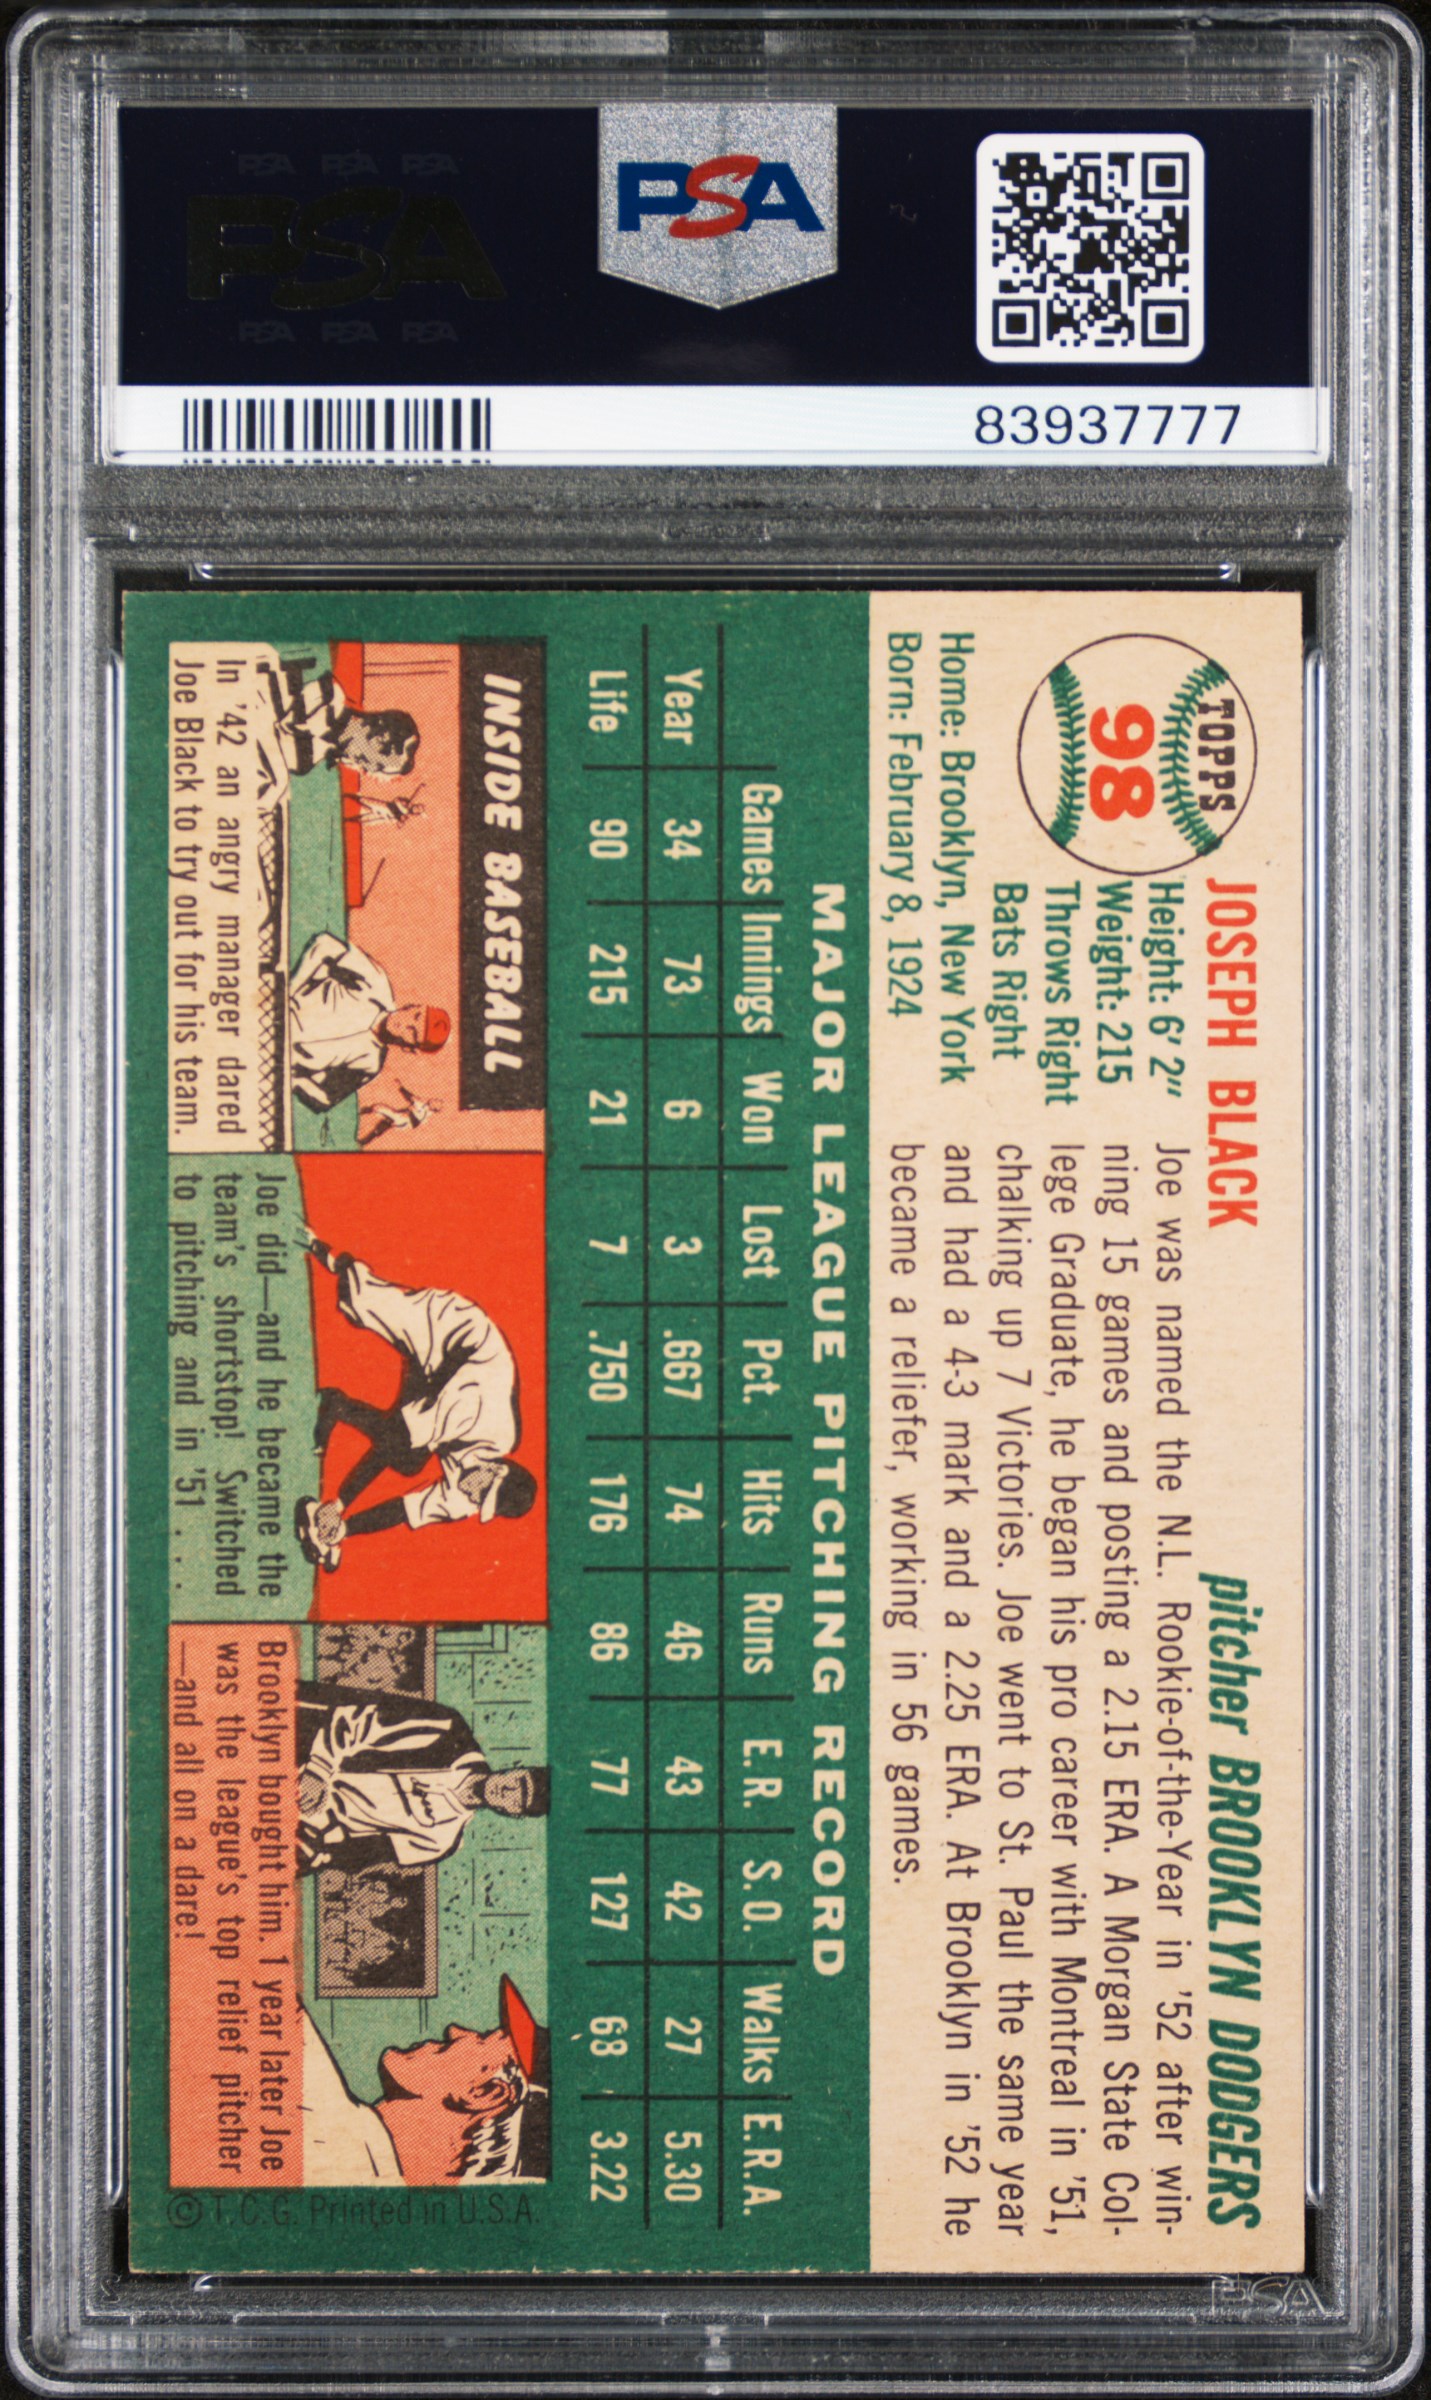 PSA PSA PSA
PSA
PSA PSA PSA
PSA
83937777
TOPPS
98
JOSEPH BLACK
pitcher BROOKLYN DODGERS
Height: 6' 2"
Weight: 215
Throws Right
Bats Right
Home: Brooklyn, New York
Born: February 8, 1924
Joe was named the N.L. Rookie-of-the-Year in '52 after win-
ning 15 games and posting a 2.15 ERA. A Morgan State Col-
lege Graduate, he began his pro career with Montreal in '51,
chalking up 7 Victories. Joe went to St. Paul the same year
and had a 4-3 mark and a 2.25 ERA. At Brooklyn in '52 he
became a reliefer, working in 56 games.
MAJOR LEAGUE PITCHING RECORD
Games Innings Won Lost Pct. Hits Runs E.R. S.O. Walks E.R.A.
Year 34 73 6 3 .667 74 46 43 42 27 5.30
Life 90 215 21 7 .750 176 86 77 127 68 3.22
INSIDE BASEBALL
In '42 an angry manager dared
Joe Black to try out for his team.
Joe did—and he became the
team's shortstop! Switched
to pitching and in '51 . . .
Brooklyn bought him. 1 year later Joe
was the league's top relief pitcher
—and all on a dare!
© T.C.G. Printed in U.S.A.
PSA